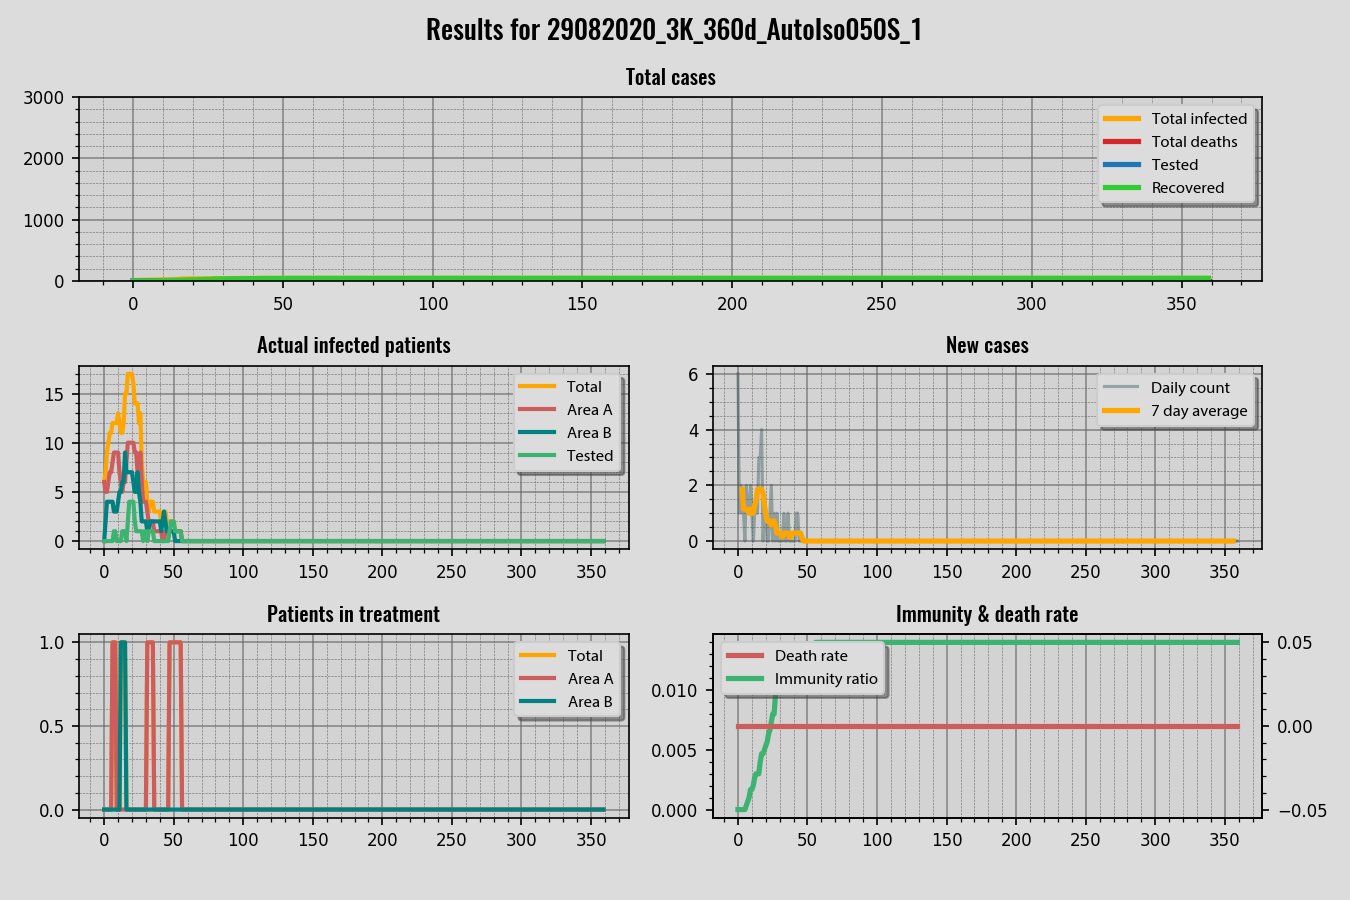 Results for 29082020_3K_360d_AutoIso050S_1
Total cases
3000
2000
1000
0
Total infected
Total deaths
Tested
Recovered
0 50 100 150 200 250 300 350
Actual infected patients
15
10
5
0
Total
Area A
Area B
Tested
0 50 100 150 200 250 300 350
New cases
6
4
2
0
Daily count
7 day average
0 50 100 150 200 250 300 350
Patients in treatment
1.0
0.5
0.0
Total
Area A
Area B
0 50 100 150 200 250 300 350
Immunity & death rate
0.010
0.005
0.000
Death rate
Immunity ratio
0.05
0.00
−0.05
0 50 100 150 200 250 300 350